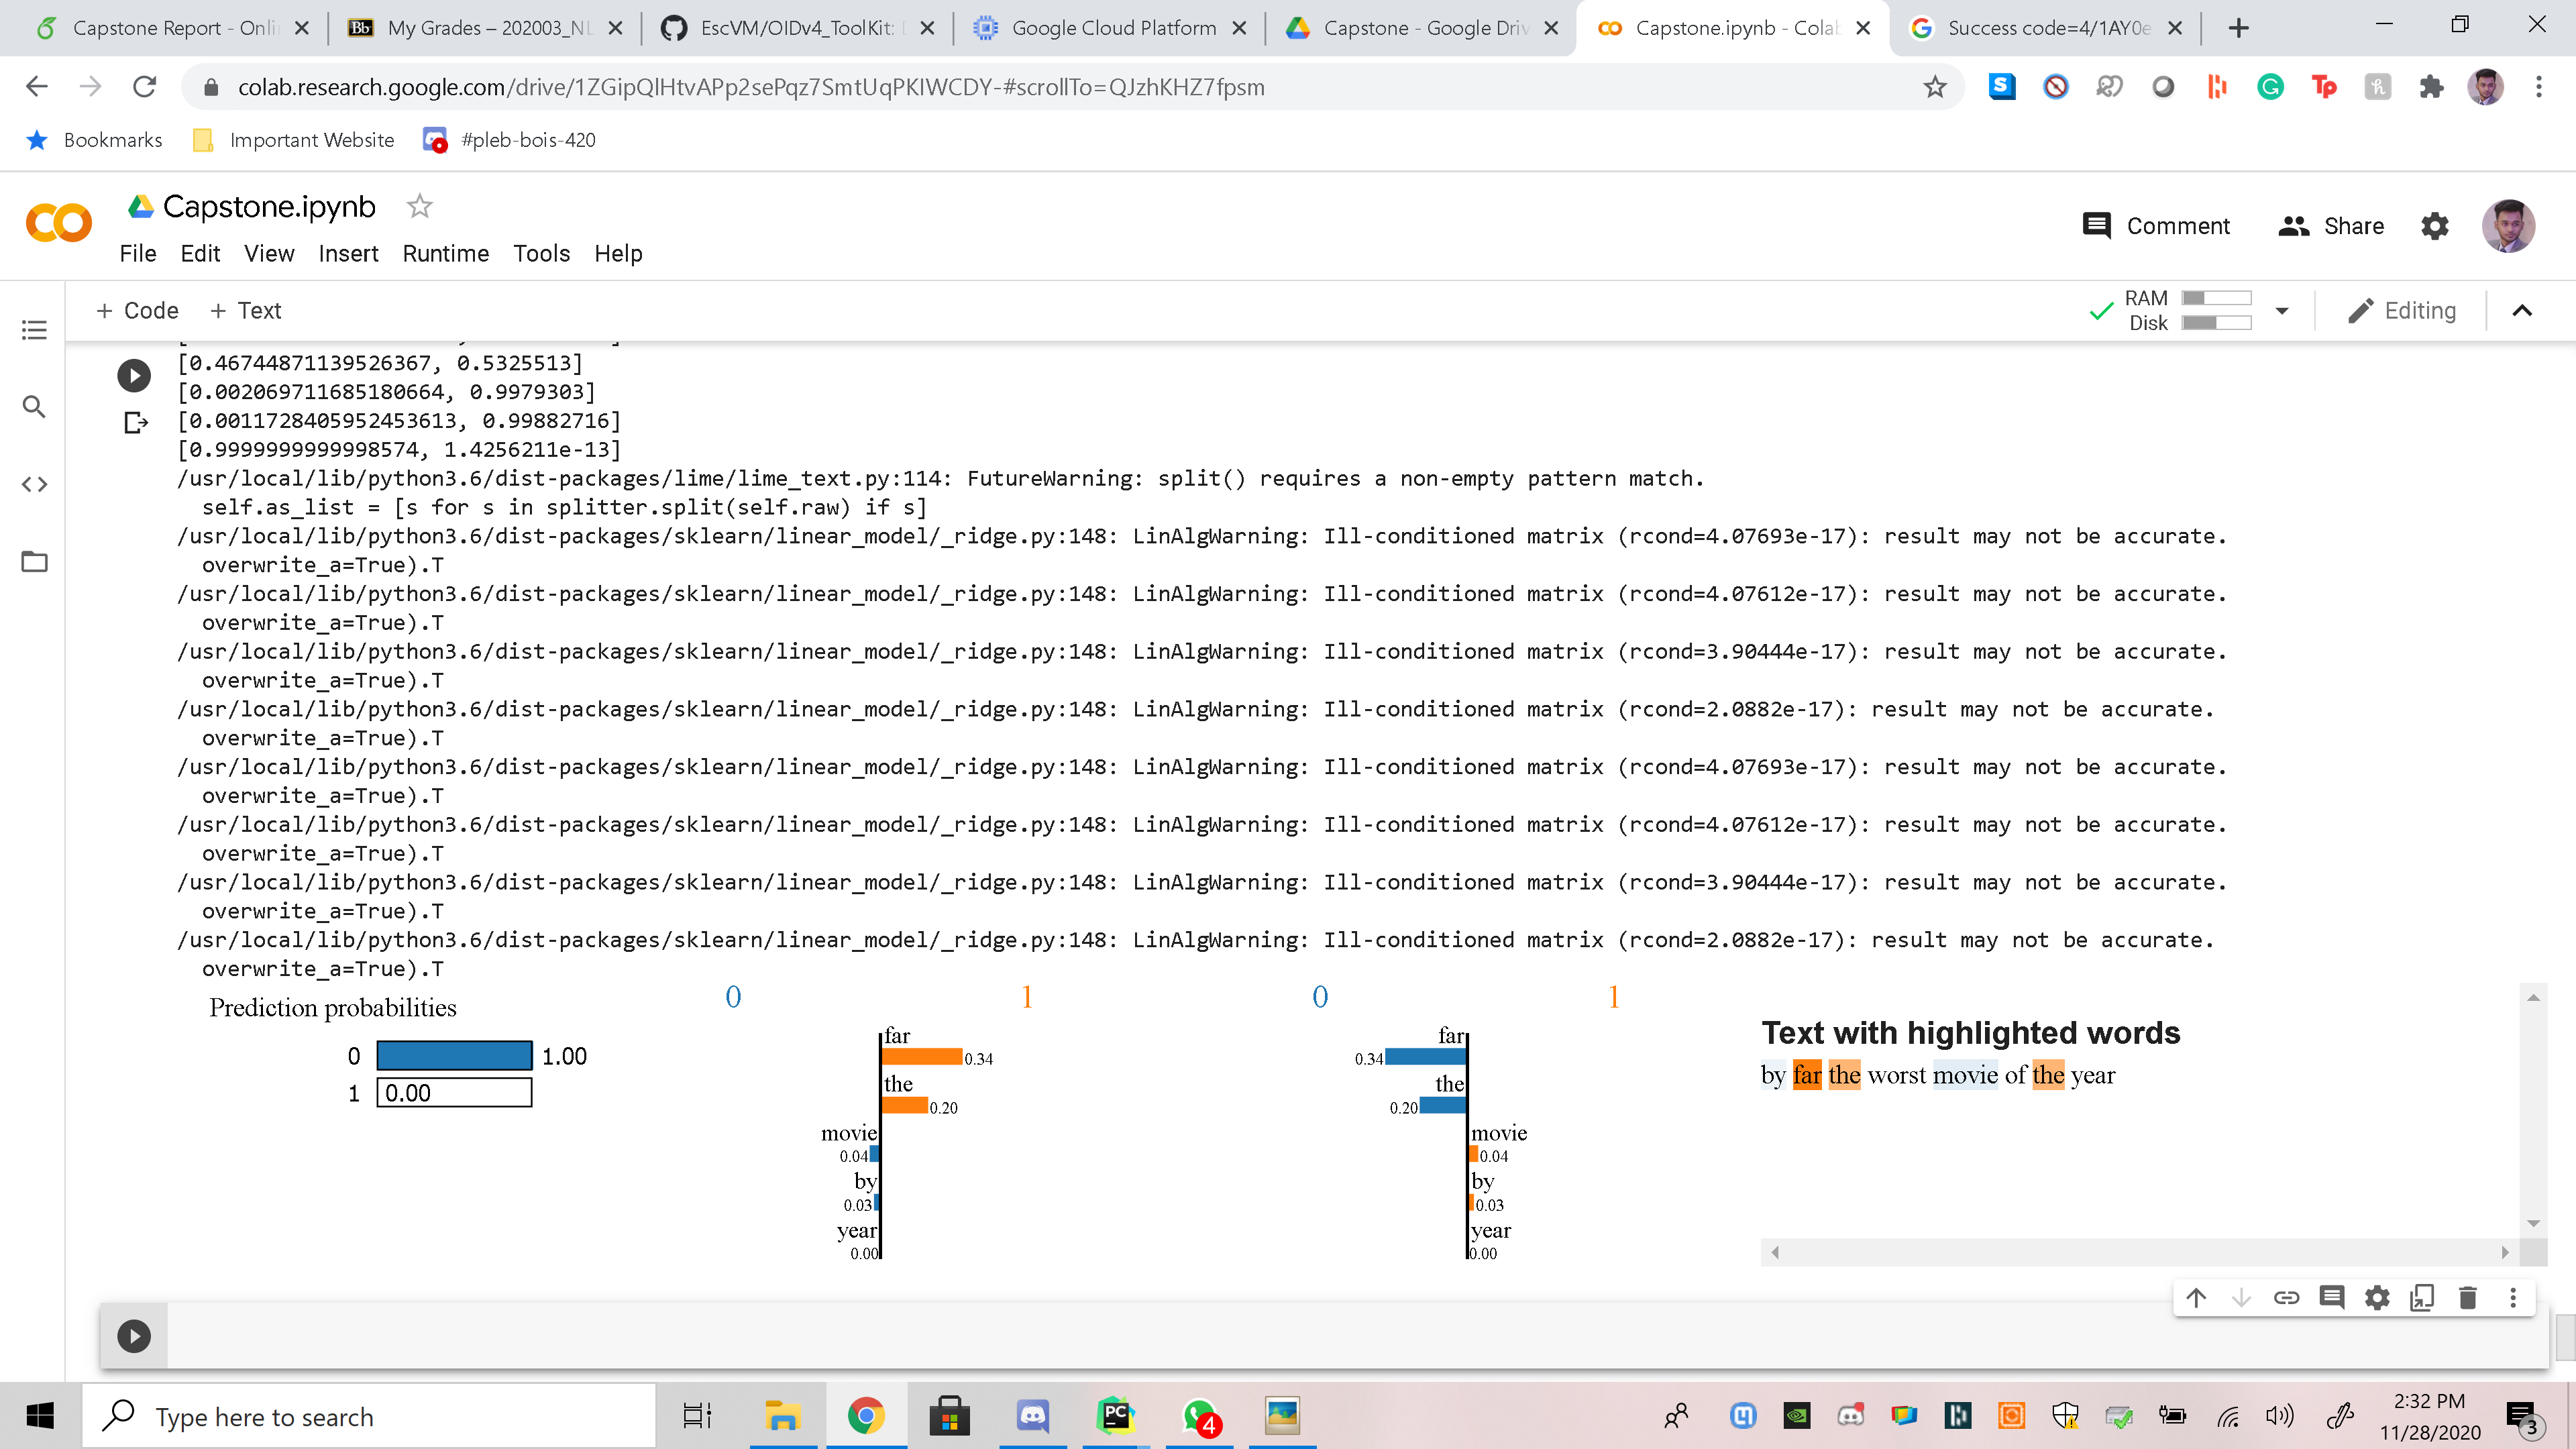 Capstone Report - Onli
My Grades – 202003_NL
EscVM/OIDv4_ToolKit:
Google Cloud Platform
Capstone - Google Driv
Capstone.ipynb - Colab
Success code=4/1AY0e
colab.research.google.com/drive/1ZGipQlHtvAPp2sePqz7SmtUqPKIWCDY-#scrollTo=QJzhKHZ7fpsm
Bookmarks
Important Website
#pleb-bois-420
Capstone.ipynb
Comment
Share
File Edit View Insert Runtime Tools Help
+ Code + Text
RAM
Disk
Editing
[0.46744871139526367, 0.5325513]
[0.002069711685180664, 0.9979303]
[0.0011728405952453613, 0.99882716]
[0.9999999999998574, 1.4256211e-13]
/usr/local/lib/python3.6/dist-packages/lime/lime_text.py:114: FutureWarning: split() requires a non-empty pattern match.
self.as_list = [s for s in splitter.split(self.raw) if s]
/usr/local/lib/python3.6/dist-packages/sklearn/linear_model/_ridge.py:148: LinAlgWarning: Ill-conditioned matrix (rcond=4.07693e-17): result may not be accurate.
overwrite_a=True).T
/usr/local/lib/python3.6/dist-packages/sklearn/linear_model/_ridge.py:148: LinAlgWarning: Ill-conditioned matrix (rcond=4.07612e-17): result may not be accurate.
overwrite_a=True).T
/usr/local/lib/python3.6/dist-packages/sklearn/linear_model/_ridge.py:148: LinAlgWarning: Ill-conditioned matrix (rcond=3.90444e-17): result may not be accurate.
overwrite_a=True).T
/usr/local/lib/python3.6/dist-packages/sklearn/linear_model/_ridge.py:148: LinAlgWarning: Ill-conditioned matrix (rcond=2.0882e-17): result may not be accurate.
overwrite_a=True).T
/usr/local/lib/python3.6/dist-packages/sklearn/linear_model/_ridge.py:148: LinAlgWarning: Ill-conditioned matrix (rcond=4.07693e-17): result may not be accurate.
overwrite_a=True).T
/usr/local/lib/python3.6/dist-packages/sklearn/linear_model/_ridge.py:148: LinAlgWarning: Ill-conditioned matrix (rcond=4.07612e-17): result may not be accurate.
overwrite_a=True).T
/usr/local/lib/python3.6/dist-packages/sklearn/linear_model/_ridge.py:148: LinAlgWarning: Ill-conditioned matrix (rcond=3.90444e-17): result may not be accurate.
overwrite_a=True).T
/usr/local/lib/python3.6/dist-packages/sklearn/linear_model/_ridge.py:148: LinAlgWarning: Ill-conditioned matrix (rcond=2.0882e-17): result may not be accurate.
overwrite_a=True).T
Prediction probabilities
0 1.00
1 0.00
0 1
far
0.34
the
0.20
movie
0.04
by
0.03
year
0.00
0 1
far
0.34
the
0.20
movie
0.04
by
0.03
year
0.00
Text with highlighted words
by far the worst movie of the year
Type here to search
PC
4
2:32 PM
11/28/2020
3